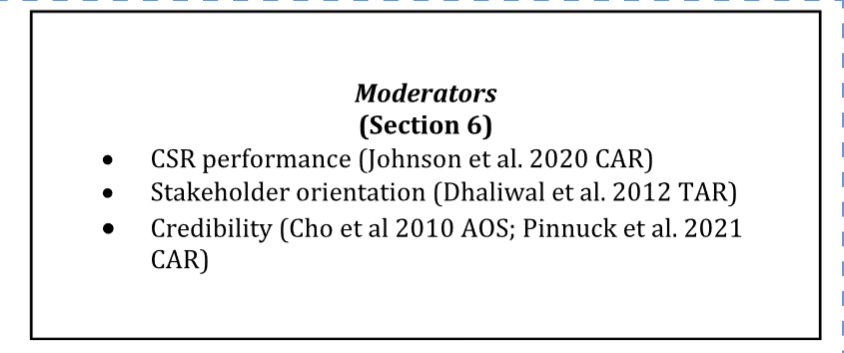 Moderators
(Section 6)
• CSR performance (Johnson et al. 2020 CAR)
• Stakeholder orientation (Dhaliwal et al. 2012 TAR)
• Credibility (Cho et al 2010 AOS; Pinnuck et al. 2021
CAR)